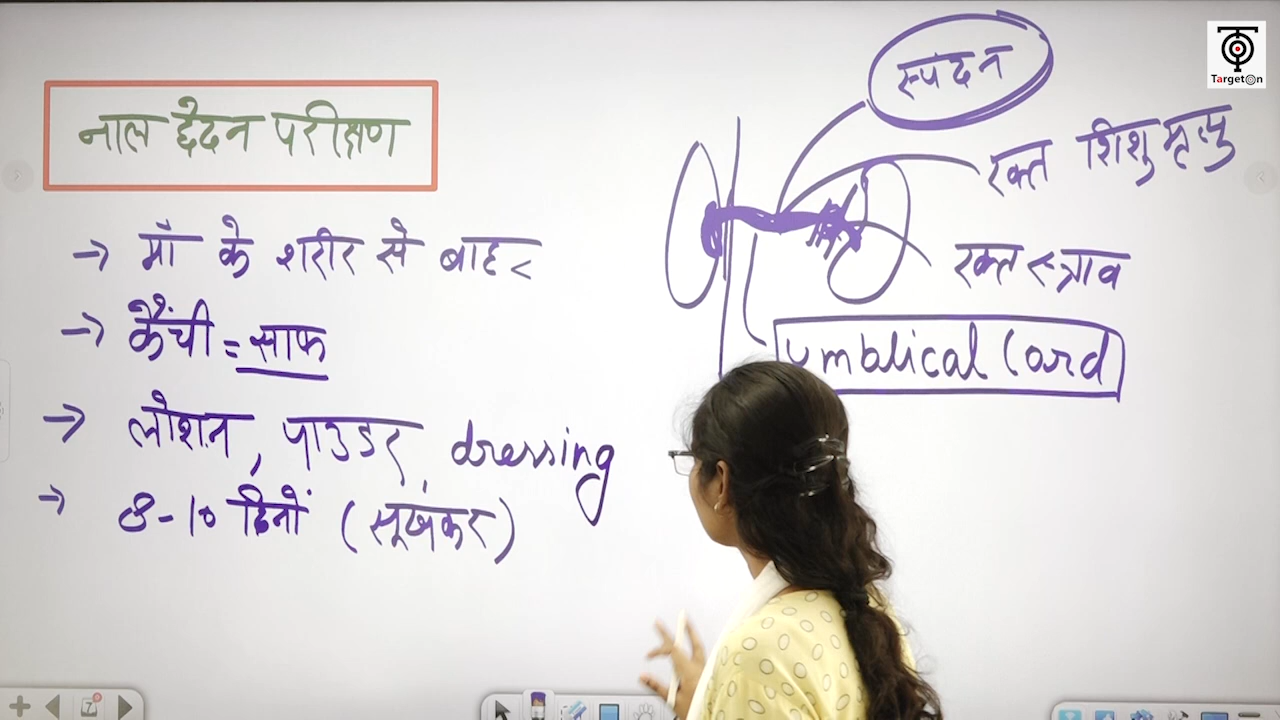 नाल छेदन परीक्षण
→ माँ के शरीर से बाहर
→ कैंची = साफ
→ लोशन, पाउडर dressing
→ 8-10 दिनों (सूखकर)
स्पंदन
रक्त शिशु मृत्यु
रक्त स्त्राव
Umblical Cord
TargetOn